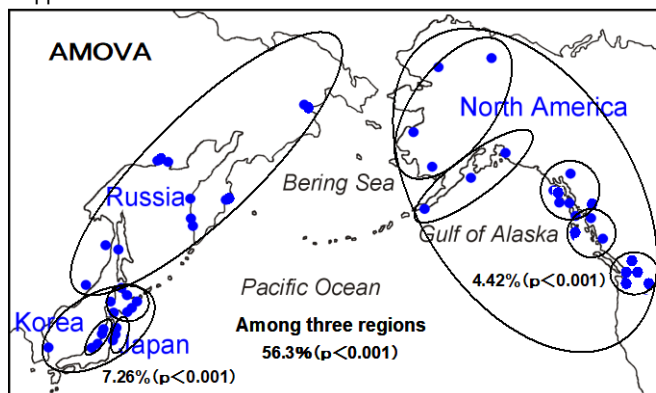 AMOVA
North America
Russia
Bering Sea
Gulf of Alaska
Pacific Ocean
4.42%(p<0.001)
Korea
Japan
Among three regions
56.3%(p<0.001)
7.26%(p<0.001)